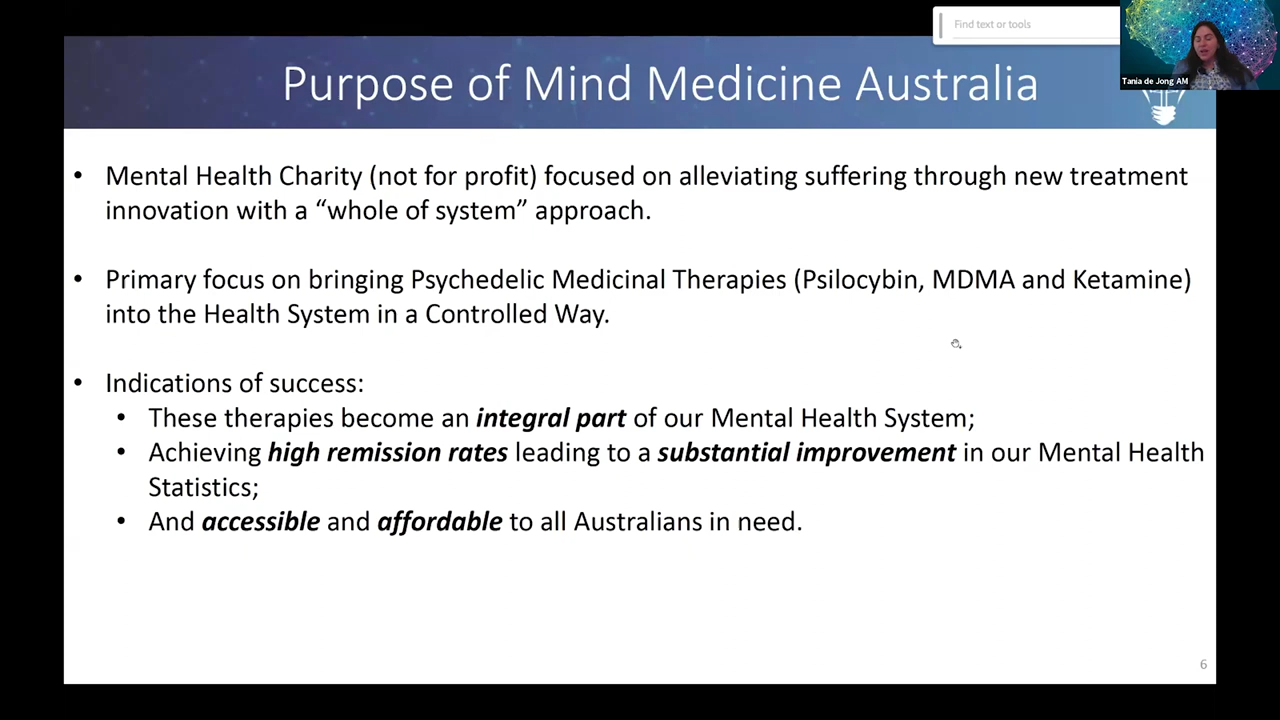 Find text or tools
Tania de Jong AM
Purpose of Mind Medicine Australia
• Mental Health Charity (not for profit) focused on alleviating suffering through new treatment
innovation with a “whole of system” approach.
• Primary focus on bringing Psychedelic Medicinal Therapies (Psilocybin, MDMA and Ketamine)
into the Health System in a Controlled Way.
• Indications of success:
• These therapies become an integral part of our Mental Health System;
• Achieving high remission rates leading to a substantial improvement in our Mental Health
Statistics;
• And accessible and affordable to all Australians in need.
6